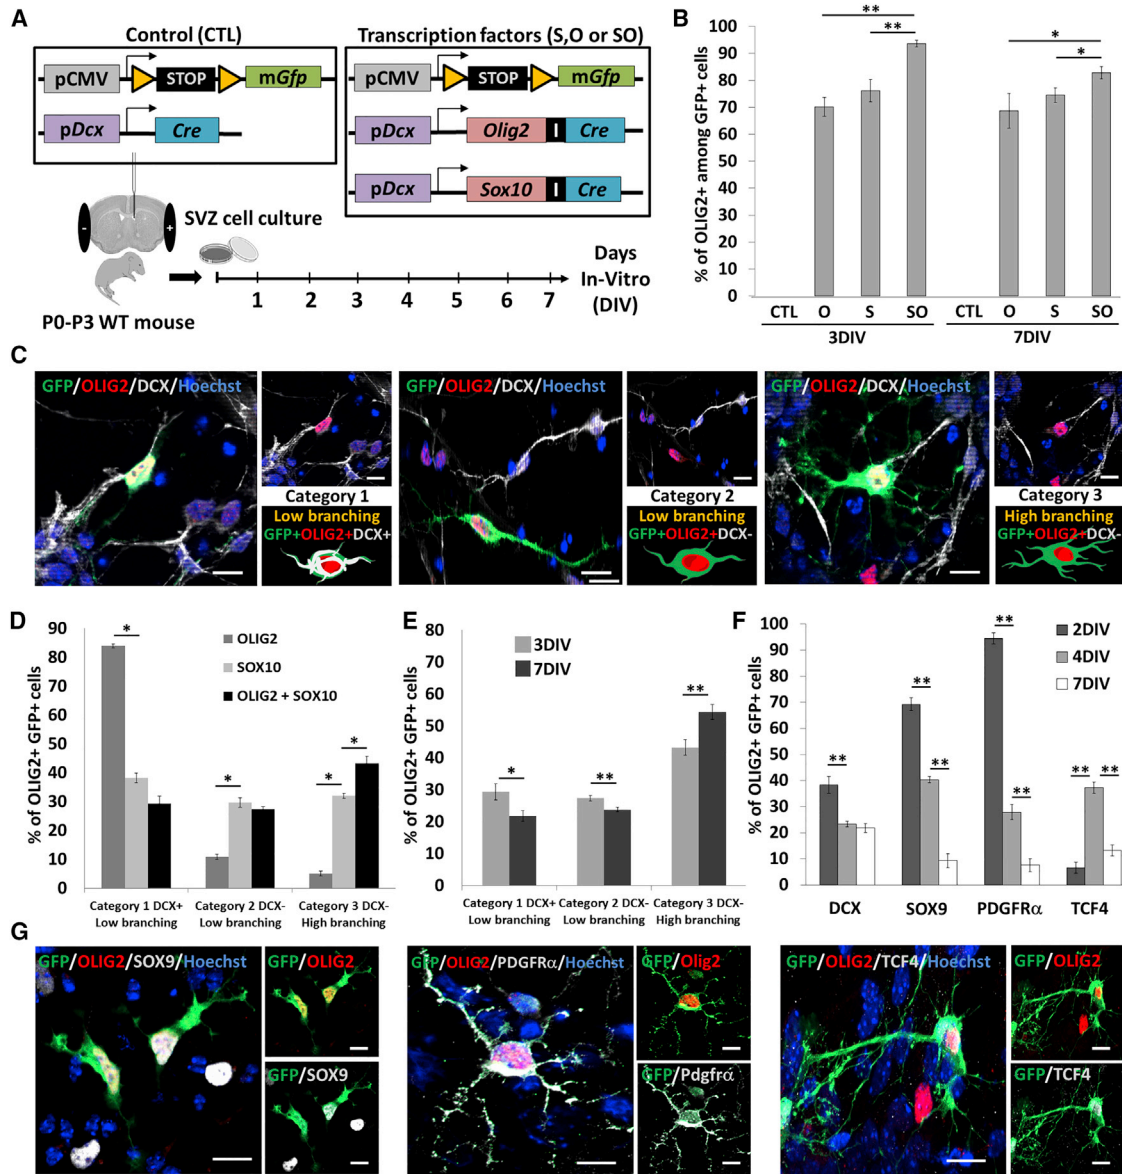 A
Control (CTL)
pCMV STOP mGfp
pDcx Cre
Transcription factors (S,O or SO)
pCMV STOP mGfp
pDcx Olig2 I Cre
pDcx Sox10 I Cre
- +
SVZ cell culture
P0-P3 WT mouse
1 2 3 4 5 6 7
Days
In-Vitro
(DIV)
B
% of OLIG2+ among GFP+ cells
100
90
80
70
60
50
40
30
20
10
0
** ** * *
CTL O S SO CTL O S SO
3DIV 7DIV
C
GFP/OLIG2/DCX/Hoechst
Category 1
Low branching
GFP+OLIG2+DCX+
GFP/OLIG2/DCX/Hoechst
Category 2
Low branching
GFP+OLIG2+DCX-
GFP/OLIG2/DCX/Hoechst
Category 3
High branching
GFP+OLIG2+DCX-
D
% of OLIG2+ GFP+ cells
90
80
70
60
50
40
30
20
10
0
OLIG2
SOX10
OLIG2 + SOX10
* * * *
Category 1 DCX+
Low branching
Category 2 DCX-
Low branching
Category 3 DCX-
High branching
E
% of OLIG2+ GFP+ cells
80
70
60
50
40
30
20
10
0
3DIV
7DIV
* ** **
Category 1 DCX+
Low branching
Category 2 DCX-
Low branching
Category 3 DCX-
High branching
F
% of OLIG2+ GFP+ cells
100
90
80
70
60
50
40
30
20
10
0
2DIV
4DIV
7DIV
** ** ** ** ** ** **
DCX SOX9 PDGFRα TCF4
G
GFP/OLIG2/SOX9/Hoechst
GFP/OLIG2
GFP/SOX9
GFP/OLIG2/PDGFRα/Hoechst
GFP/Olig2
GFP/Pdgfrα
GFP/OLIG2/TCF4/Hoechst
GFP/OLIG2
GFP/TCF4